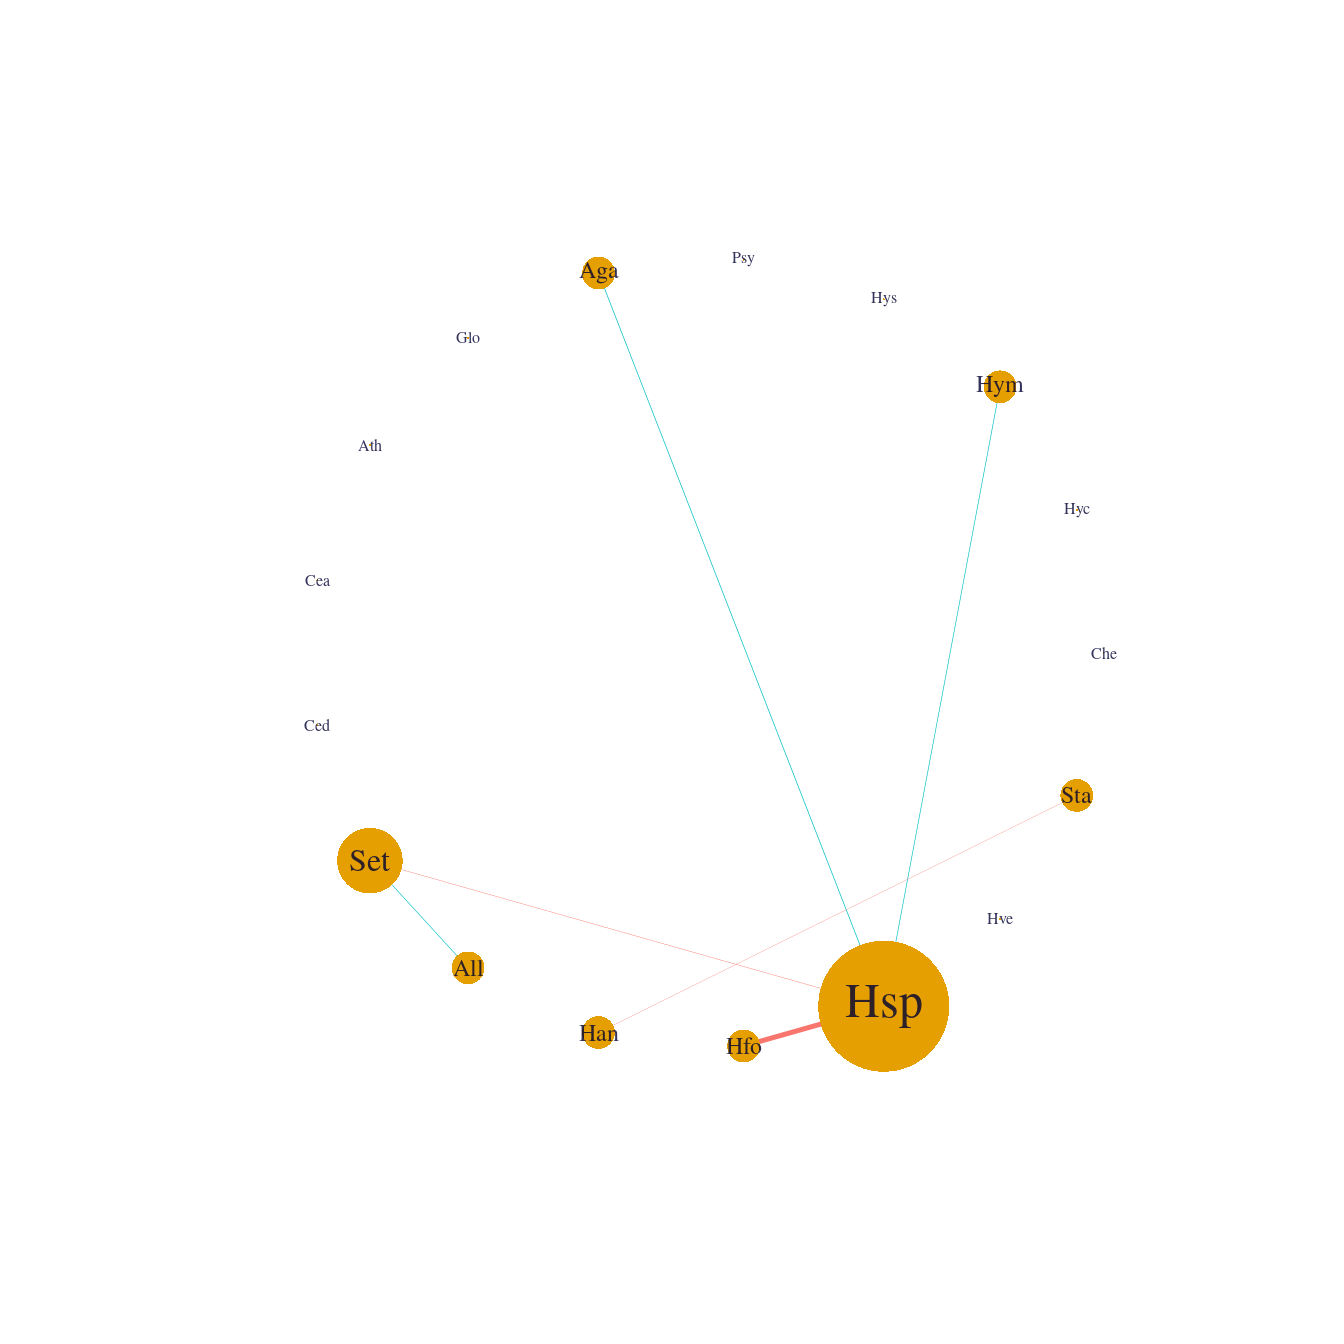 Psy
Aga
Hys
Glo
Hym
Ath
Hyc
Cea
Che
Ced
Sta
Set
Hve
All
Hsp
Han
Hfo